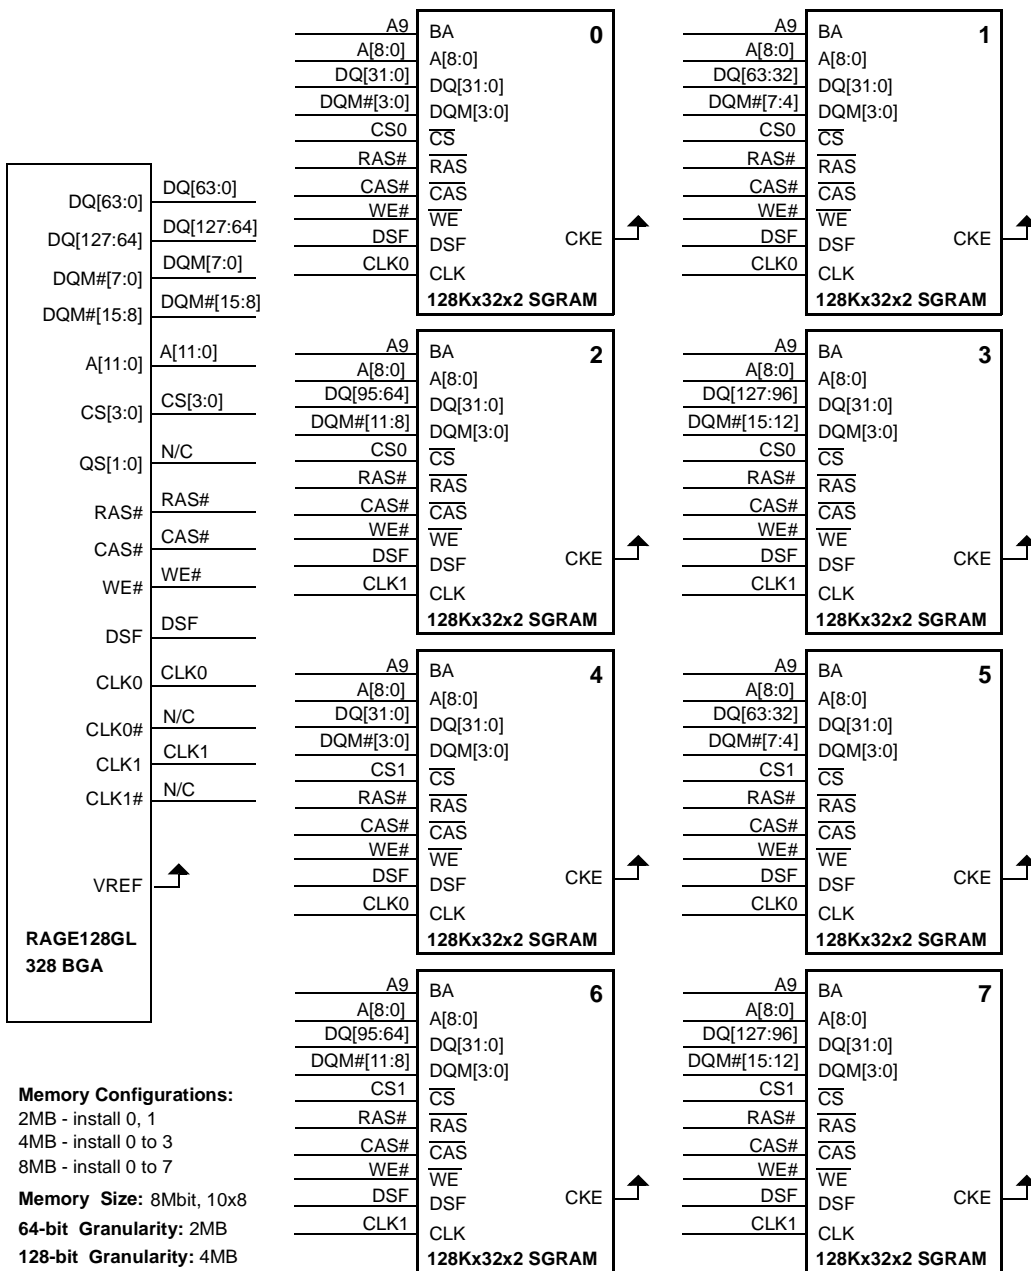 DQ[63:0] DQ[63:0]
DQ[127:64] DQ[127:64]
DQM#[7:0] DQM[7:0]
DQM#[15:8] DQM#[15:8]
A[11:0] A[11:0]
CS[3:0] CS[3:0]
QS[1:0] N/C
RAS# RAS#
CAS# CAS#
WE# WE#
DSF DSF
CLK0 CLK0
CLK0# N/C
CLK1 CLK1
CLK1# N/C
VREF
RAGE128GL
328 BGA
A9 BA 0
A[8:0] A[8:0]
DQ[31:0] DQ[31:0]
DQM#[3:0] DQM[3:0]
CS0 CS
RAS# RAS
CAS# CAS
WE# WE
DSF DSF CKE
CLK0 CLK
128Kx32x2 SGRAM
A9 BA 1
A[8:0] A[8:0]
DQ[63:32] DQ[31:0]
DQM#[7:4] DQM[3:0]
CS0 CS
RAS# RAS
CAS# CAS
WE# WE
DSF DSF CKE
CLK0 CLK
128Kx32x2 SGRAM
A9 BA 2
A[8:0] A[8:0]
DQ[95:64] DQ[31:0]
DQM#[11:8] DQM[3:0]
CS0 CS
RAS# RAS
CAS# CAS
WE# WE
DSF DSF CKE
CLK1 CLK
128Kx32x2 SGRAM
A9 BA 3
A[8:0] A[8:0]
DQ[127:96] DQ[31:0]
DQM#[15:12] DQM[3:0]
CS0 CS
RAS# RAS
CAS# CAS
WE# WE
DSF DSF CKE
CLK1 CLK
128Kx32x2 SGRAM
A9 BA 4
A[8:0] A[8:0]
DQ[31:0] DQ[31:0]
DQM#[3:0] DQM[3:0]
CS1 CS
RAS# RAS
CAS# CAS
WE# WE
DSF DSF CKE
CLK0 CLK
128Kx32x2 SGRAM
A9 BA 5
A[8:0] A[8:0]
DQ[63:32] DQ[31:0]
DQM#[7:4] DQM[3:0]
CS1 CS
RAS# RAS
CAS# CAS
WE# WE
DSF DSF CKE
CLK0 CLK
128Kx32x2 SGRAM
A9 BA 6
A[8:0] A[8:0]
DQ[95:64] DQ[31:0]
DQM#[11:8] DQM[3:0]
CS1 CS
RAS# RAS
CAS# CAS
WE# WE
DSF DSF CKE
CLK1 CLK
128Kx32x2 SGRAM
A9 BA 7
A[8:0] A[8:0]
DQ[127:96] DQ[31:0]
DQM#[15:12] DQM[3:0]
CS1 CS
RAS# RAS
CAS# CAS
WE# WE
DSF DSF CKE
CLK1 CLK
128Kx32x2 SGRAM
Memory Configurations:
2MB - install 0, 1
4MB - install 0 to 3
8MB - install 0 to 7
Memory Size: 8Mbit, 10x8
64-bit Granularity: 2MB
128-bit Granularity: 4MB